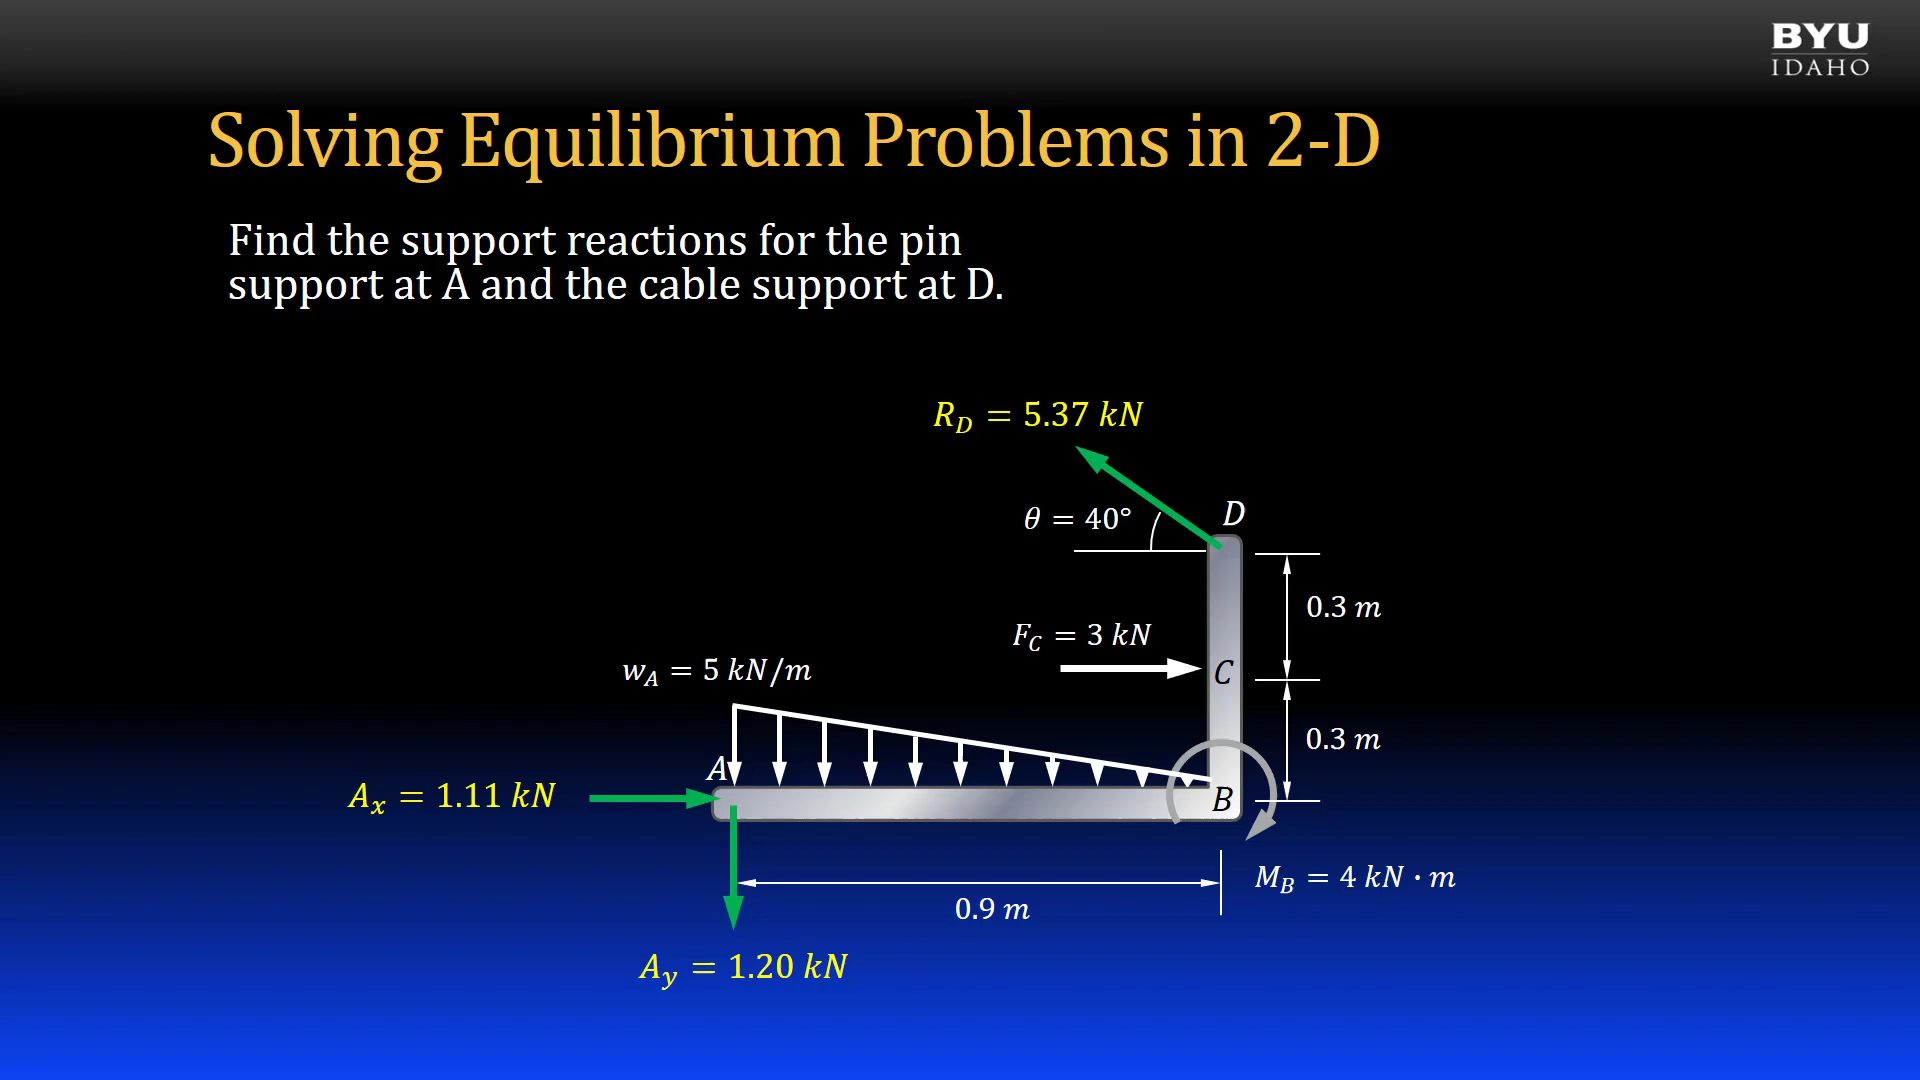 BYU
IDAHO
Solving Equilibrium Problems in 2-D
Find the support reactions for the pin
support at A and the cable support at D.
R_D = 5.37 kN
θ = 40°
D
0.3 m
F_C = 3 kN
w_A = 5 kN/m
C
0.3 m
A
A_x = 1.11 kN
B
M_B = 4 kN · m
0.9 m
A_y = 1.20 kN